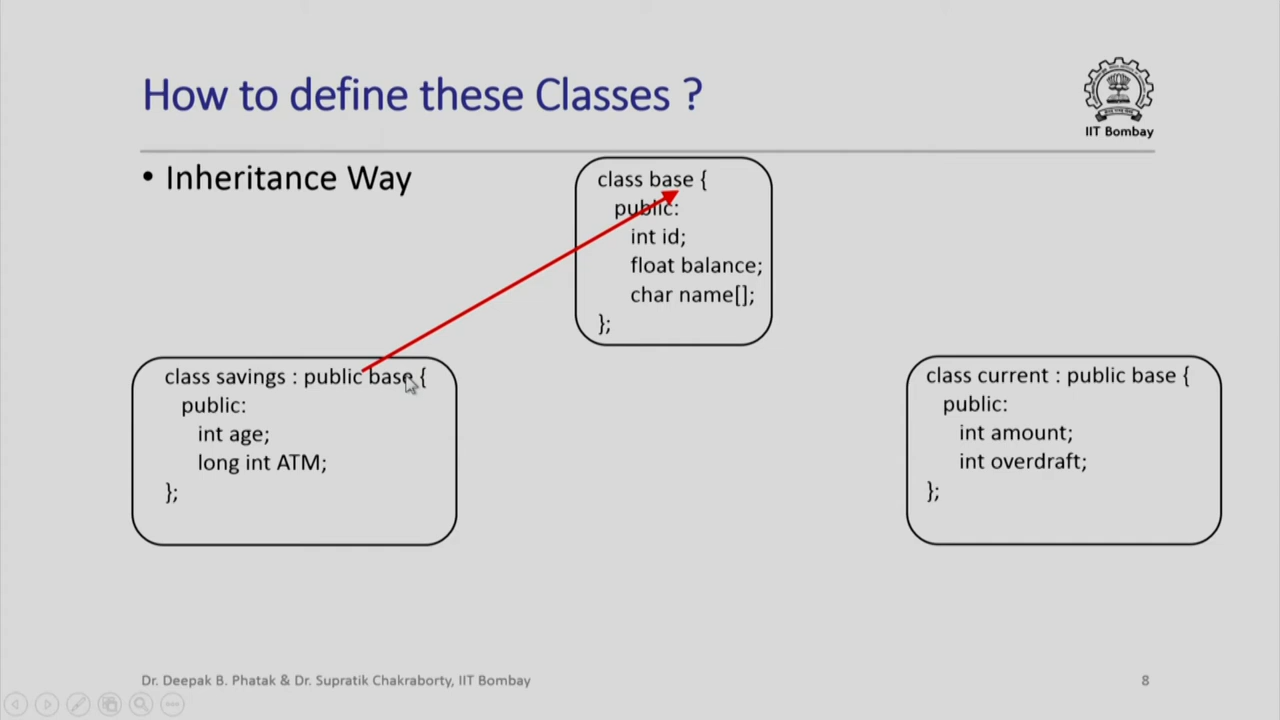 How to define these Classes ?
IIT Bombay
• Inheritance Way
class base {
public:
int id;
float balance;
char name[];
};
class savings : public base {
public:
int age;
long int ATM;
};
class current : public base {
public:
int amount;
int overdraft;
};
Dr. Deepak B. Phatak & Dr. Supratik Chakraborty, IIT Bombay
8